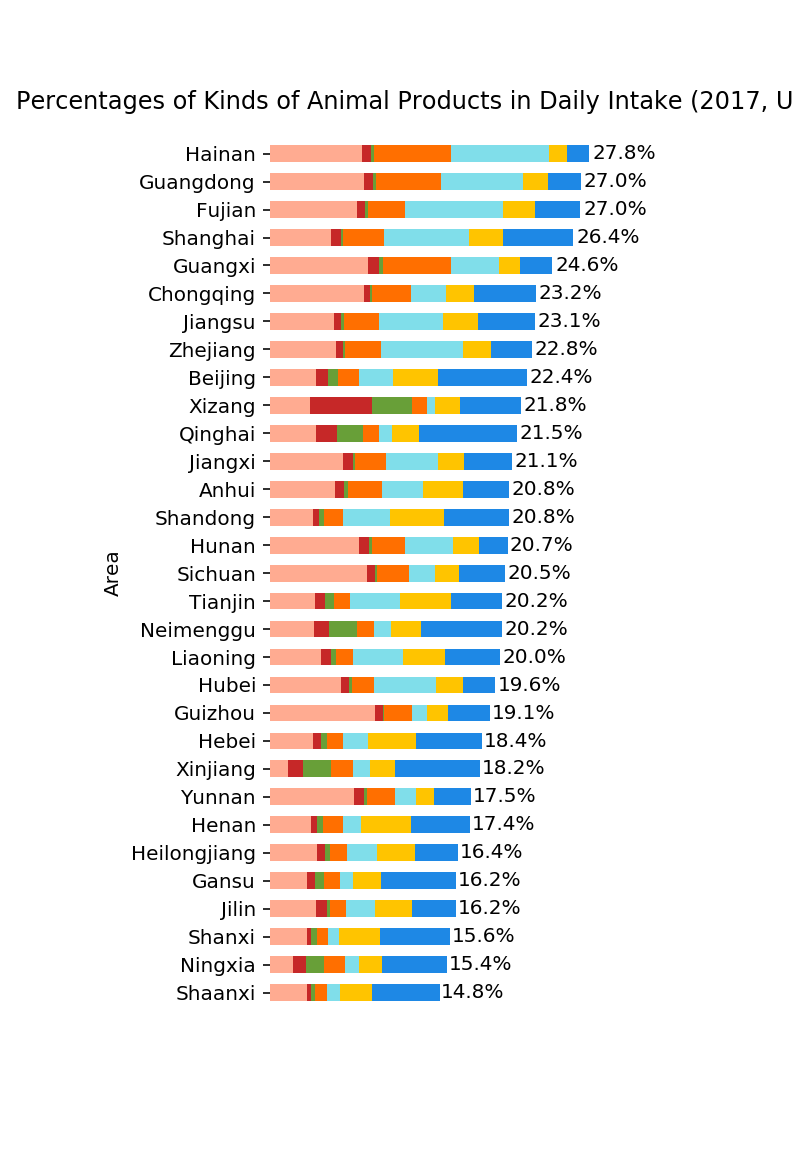 Percentages of Kinds of Animal Products in Daily Intake (2017, U
Hainan 27.8%
Guangdong 27.0%
Fujian 27.0%
Shanghai 26.4%
Guangxi 24.6%
Chongqing 23.2%
Jiangsu 23.1%
Zhejiang 22.8%
Beijing 22.4%
Xizang 21.8%
Qinghai 21.5%
Jiangxi 21.1%
Anhui 20.8%
Shandong 20.8%
Hunan 20.7%
Area
Sichuan 20.5%
Tianjin 20.2%
Neimenggu 20.2%
Liaoning 20.0%
Hubei 19.6%
Guizhou 19.1%
Hebei 18.4%
Xinjiang 18.2%
Yunnan 17.5%
Henan 17.4%
Heilongjiang 16.4%
Gansu 16.2%
Jilin 16.2%
Shanxi 15.6%
Ningxia 15.4%
Shaanxi 14.8%